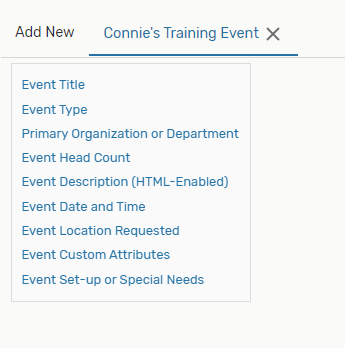 Add New
Connie's Training Event
Event Title
Event Type
Primary Organization or Department
Event Head Count
Event Description (HTML-Enabled)
Event Date and Time
Event Location Requested
Event Custom Attributes
Event Set-up or Special Needs